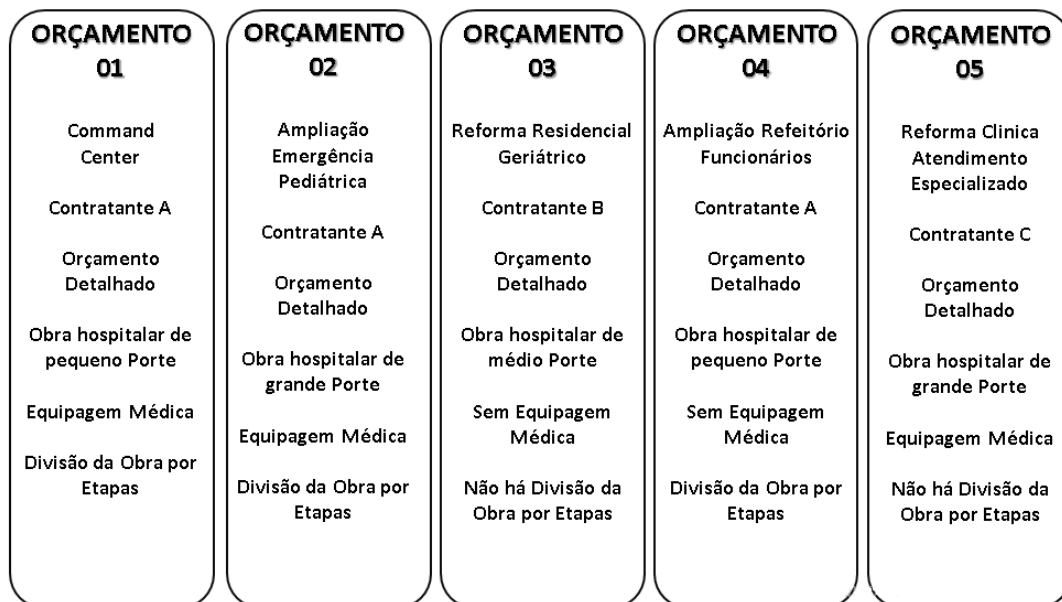 ORÇAMENTO
01
Command
Center
Contratante A
Orçamento
Detalhado
Obra hospitalar de
pequeno Porte
Equipagem Médica
Divisão da Obra por
Etapas
ORÇAMENTO
02
Ampliação
Emergência
Pediátrica
Contratante A
Orçamento
Detalhado
Obra hospitalar de
grande Porte
Equipagem Médica
Divisão da Obra por
Etapas
ORÇAMENTO
03
Reforma Residencial
Geriátrico
Contratante B
Orçamento
Detalhado
Obra hospitalar de
médio Porte
Sem Equipagem
Médica
Não há Divisão da
Obra por Etapas
ORÇAMENTO
04
Ampliação Refeitório
Funcionários
Contratante A
Orçamento
Detalhado
Obra hospitalar de
pequeno Porte
Sem Equipagem
Médica
Divisão da Obra por
Etapas
ORÇAMENTO
05
Reforma Clinica
Atendimento
Especializado
Contratante C
Orçamento
Detalhado
Obra hospitalar de
grande Porte
Equipagem Médica
Não há Divisão da
Obra por Etapas